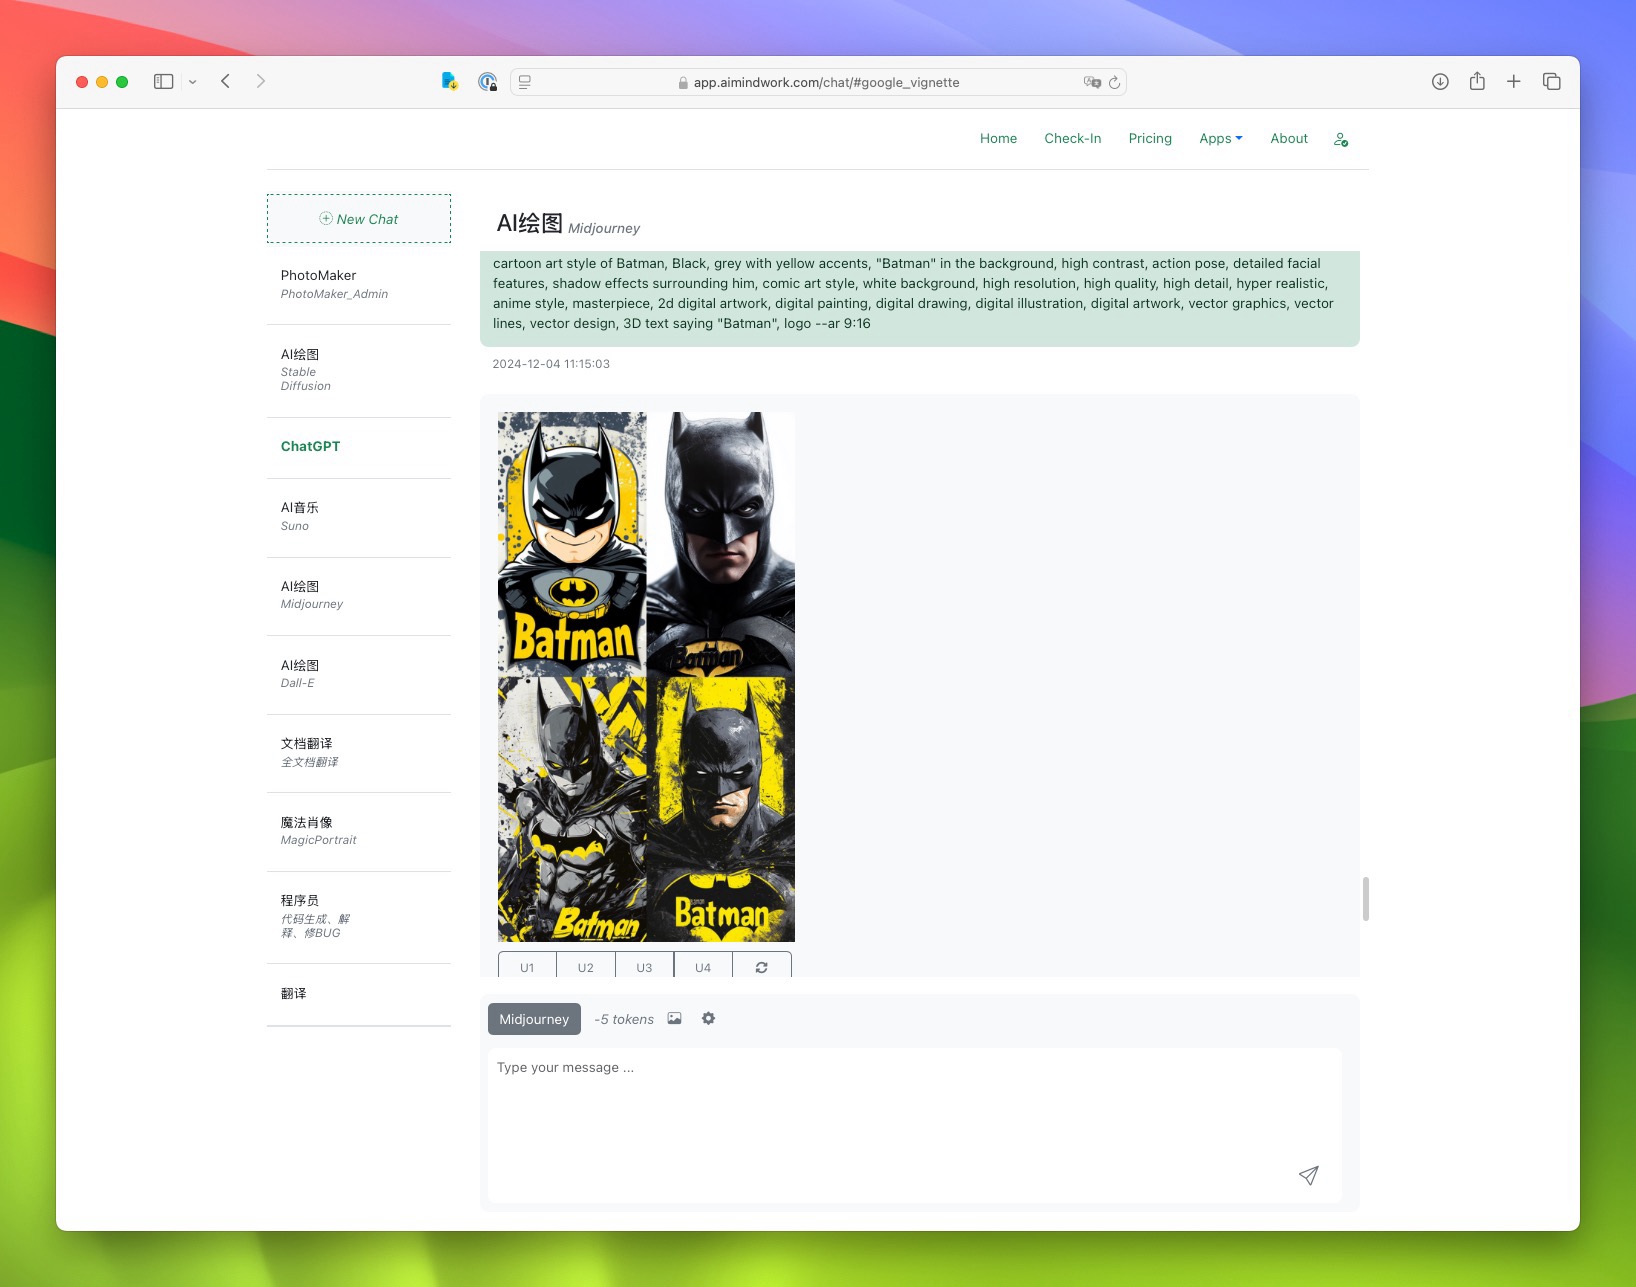 app.aimindwork.com/chat/#google_vignette
Home Check-In Pricing Apps About
New Chat
PhotoMaker
PhotoMaker_Admin
AI绘图
Stable
Diffusion
ChatGPT
AI音乐
Suno
AI绘图
Midjourney
AI绘图
Dall-E
文档翻译
全文档翻译
魔法肖像
MagicPortrait
程序员
代码生成、解
释、修BUG
翻译
AI绘图 Midjourney
cartoon art style of Batman, Black, grey with yellow accents, "Batman" in the background, high contrast, action pose, detailed facial
features, shadow effects surrounding him, comic art style, white background, high resolution, high quality, high detail, hyper realistic,
anime style, masterpiece, 2d digital artwork, digital painting, digital drawing, digital illustration, digital artwork, vector graphics, vector
lines, vector design, 3D text saying "Batman", logo --ar 9:16
2024-12-04 11:15:03
Batman
Batman
Batman
Batman
U1 U2 U3 U4
Midjourney -5 tokens
Type your message ...